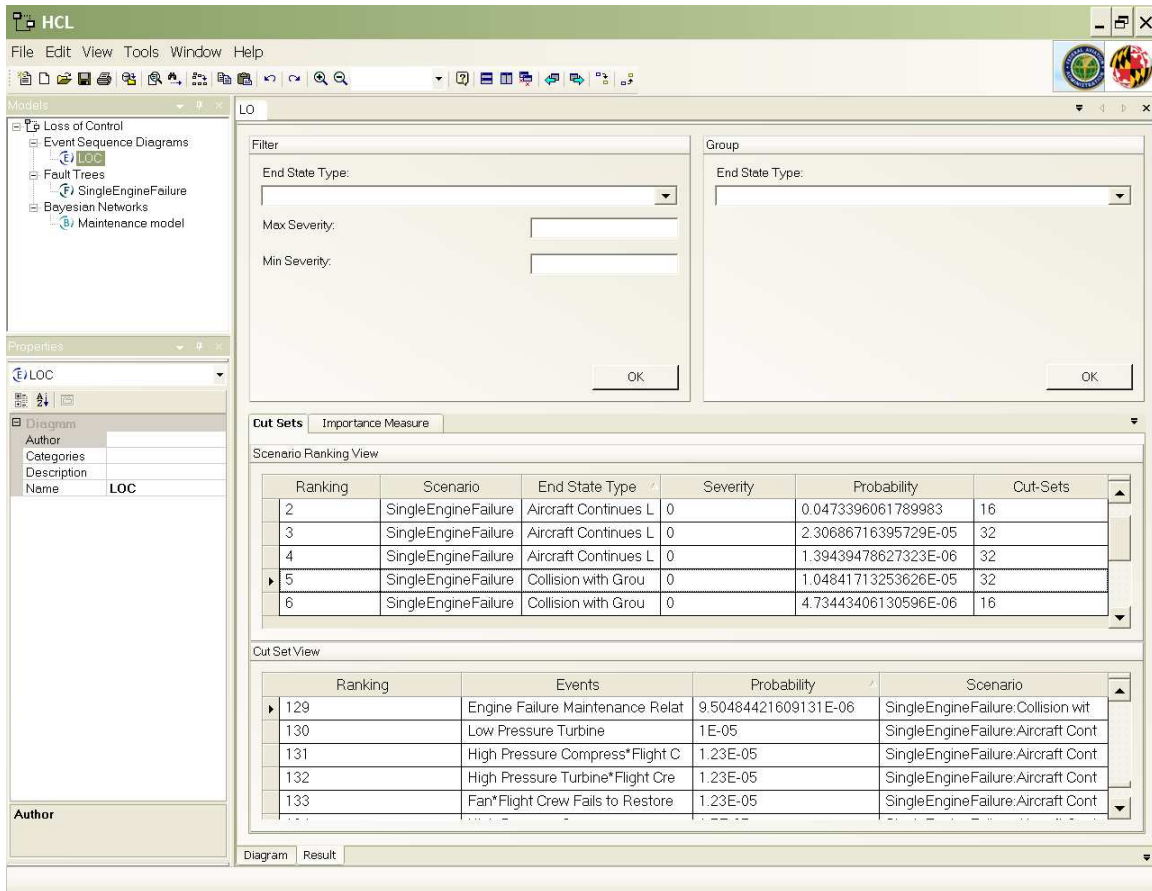 HCL
File Edit View Tools Window Help
Models
Loss of Control
Event Sequence Diagrams
LOC
Fault Trees
SingleEngineFailure
Bayesian Networks
Maintenance model
Properties
LOC
Diagram
Author
Categories
Description
Name LOC
Author
LO
Filter
End State Type:
Max Severity:
Min Severity:
OK
Group
End State Type:
OK
Cut Sets Importance Measure
Scenario Ranking View
Ranking Scenario End State Type Severity Probability Cut-Sets
2 SingleEngineFailure Aircraft Continues L 0 0.0473396061789983 16
3 SingleEngineFailure Aircraft Continues L 0 2.30686716395729E-05 32
4 SingleEngineFailure Aircraft Continues L 0 1.39439478627323E-06 32
5 SingleEngineFailure Collision with Grou 0 1.04841713253626E-05 32
6 SingleEngineFailure Collision with Grou 0 4.73443406130596E-06 16
Cut Set View
Ranking Events Probability Scenario
129 Engine Failure Maintenance Relat 9.50484421609131E-06 SingleEngineFailure:Collision wit
130 Low Pressure Turbine 1E-05 SingleEngineFailure:Aircraft Cont
131 High Pressure Compress*Flight C 1.23E-05 SingleEngineFailure:Aircraft Cont
132 High Pressure Turbine*Flight Cre 1.23E-05 SingleEngineFailure:Aircraft Cont
133 Fan*Flight Crew Fails to Restore 1.23E-05 SingleEngineFailure:Aircraft Cont
Diagram Result